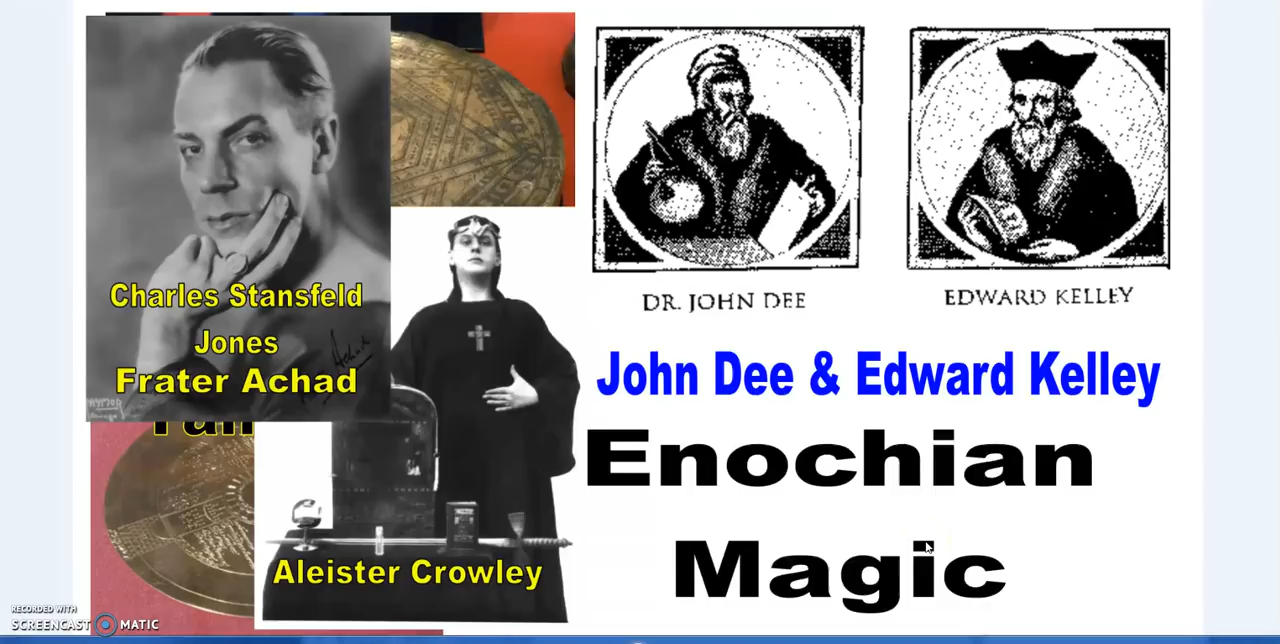 Charles Stansfeld
Jones
Frater Achad
Achad
DR. JOHN DEE
EDWARD KELLEY
John Dee & Edward Kelley
Enochian
Magic
Aleister Crowley
RECORDED WITH
SCREENCAST MATIC